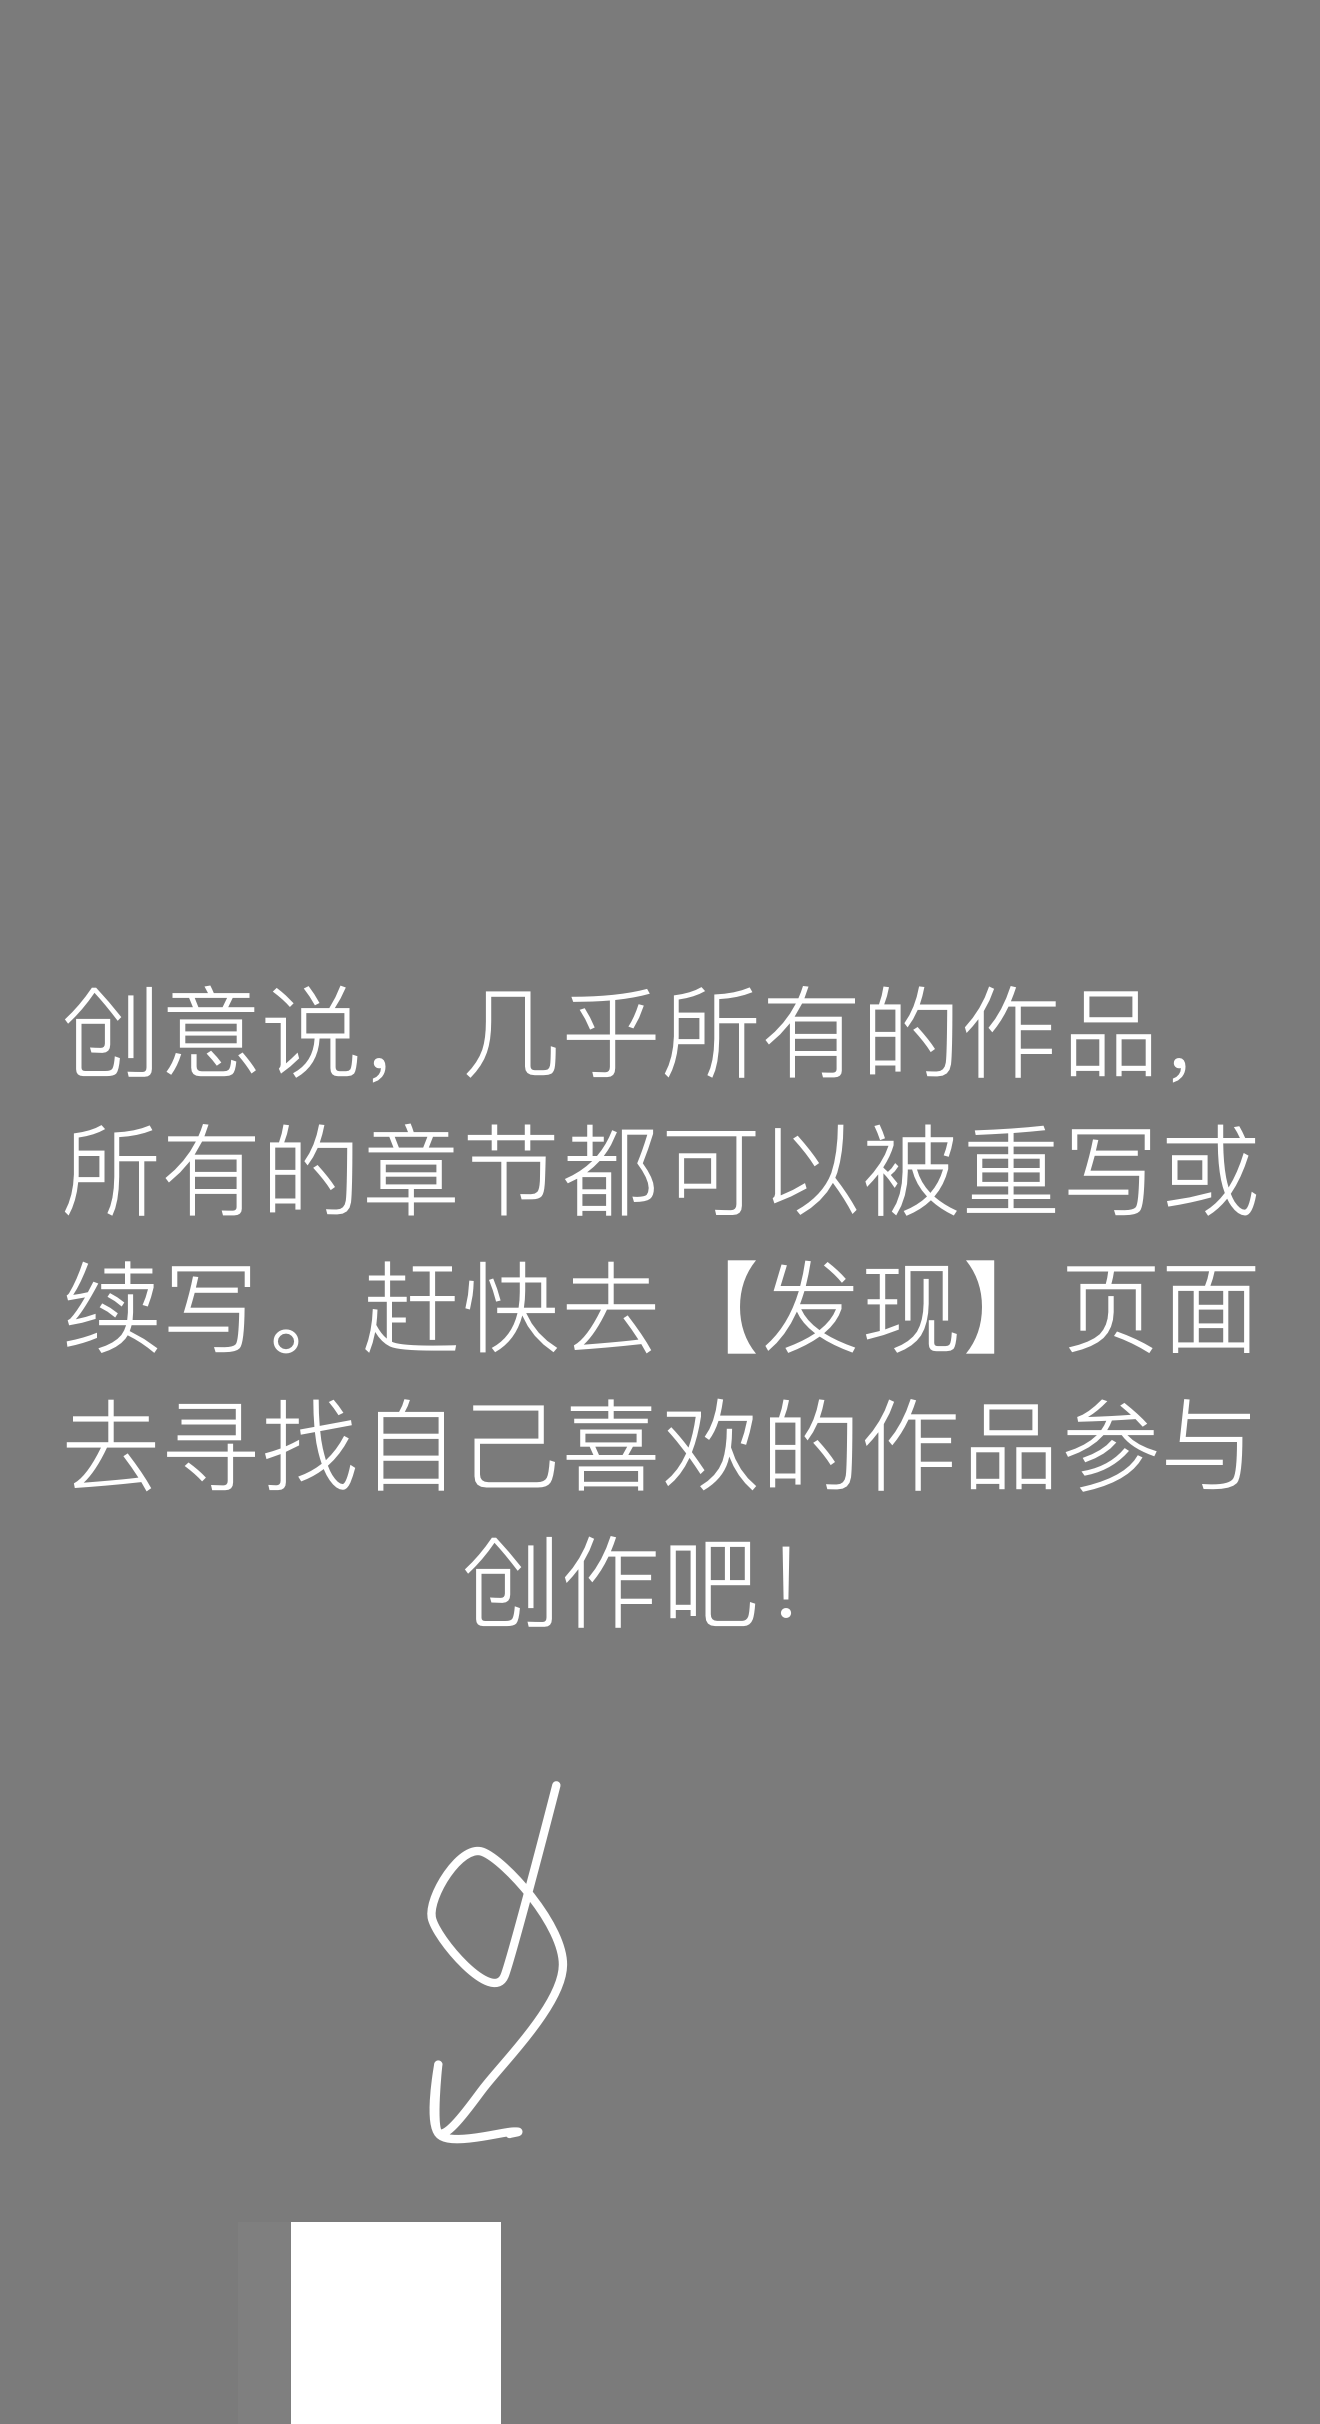 创意说，几乎所有的作品，
所有的章节都可以被重写或
续写。赶快去【发现】页面
去寻找自己喜欢的作品参与
创作吧！